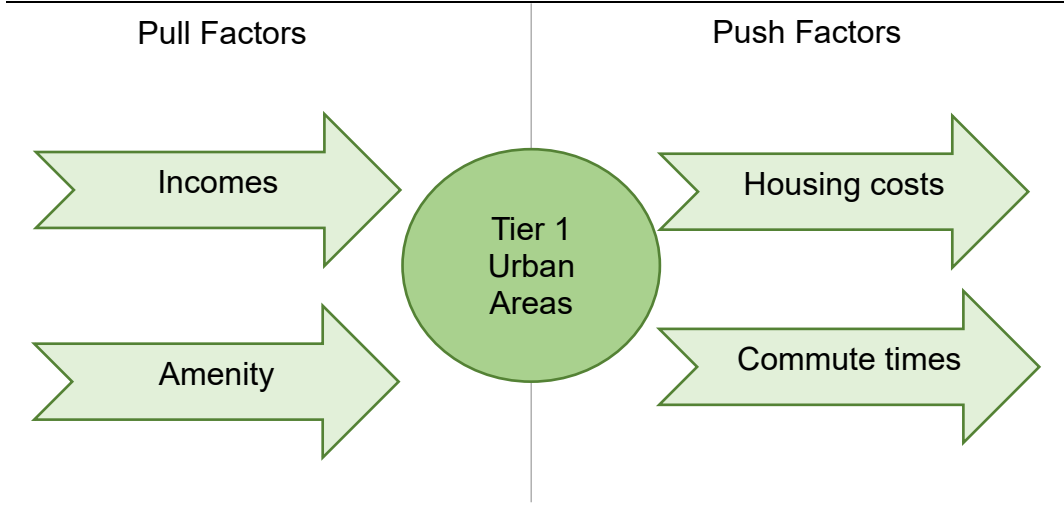 Pull Factors
Push Factors
Incomes
Amenity
Tier 1
Urban
Areas
Housing costs
Commute times